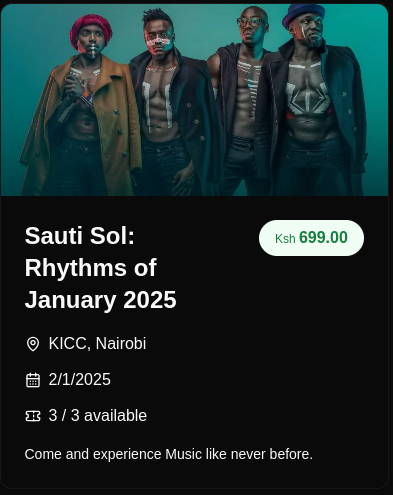 Sauti Sol:
Rhythms of
January 2025
Ksh 699.00
KICC, Nairobi
2/1/2025
3 / 3 available
Come and experience Music like never before.